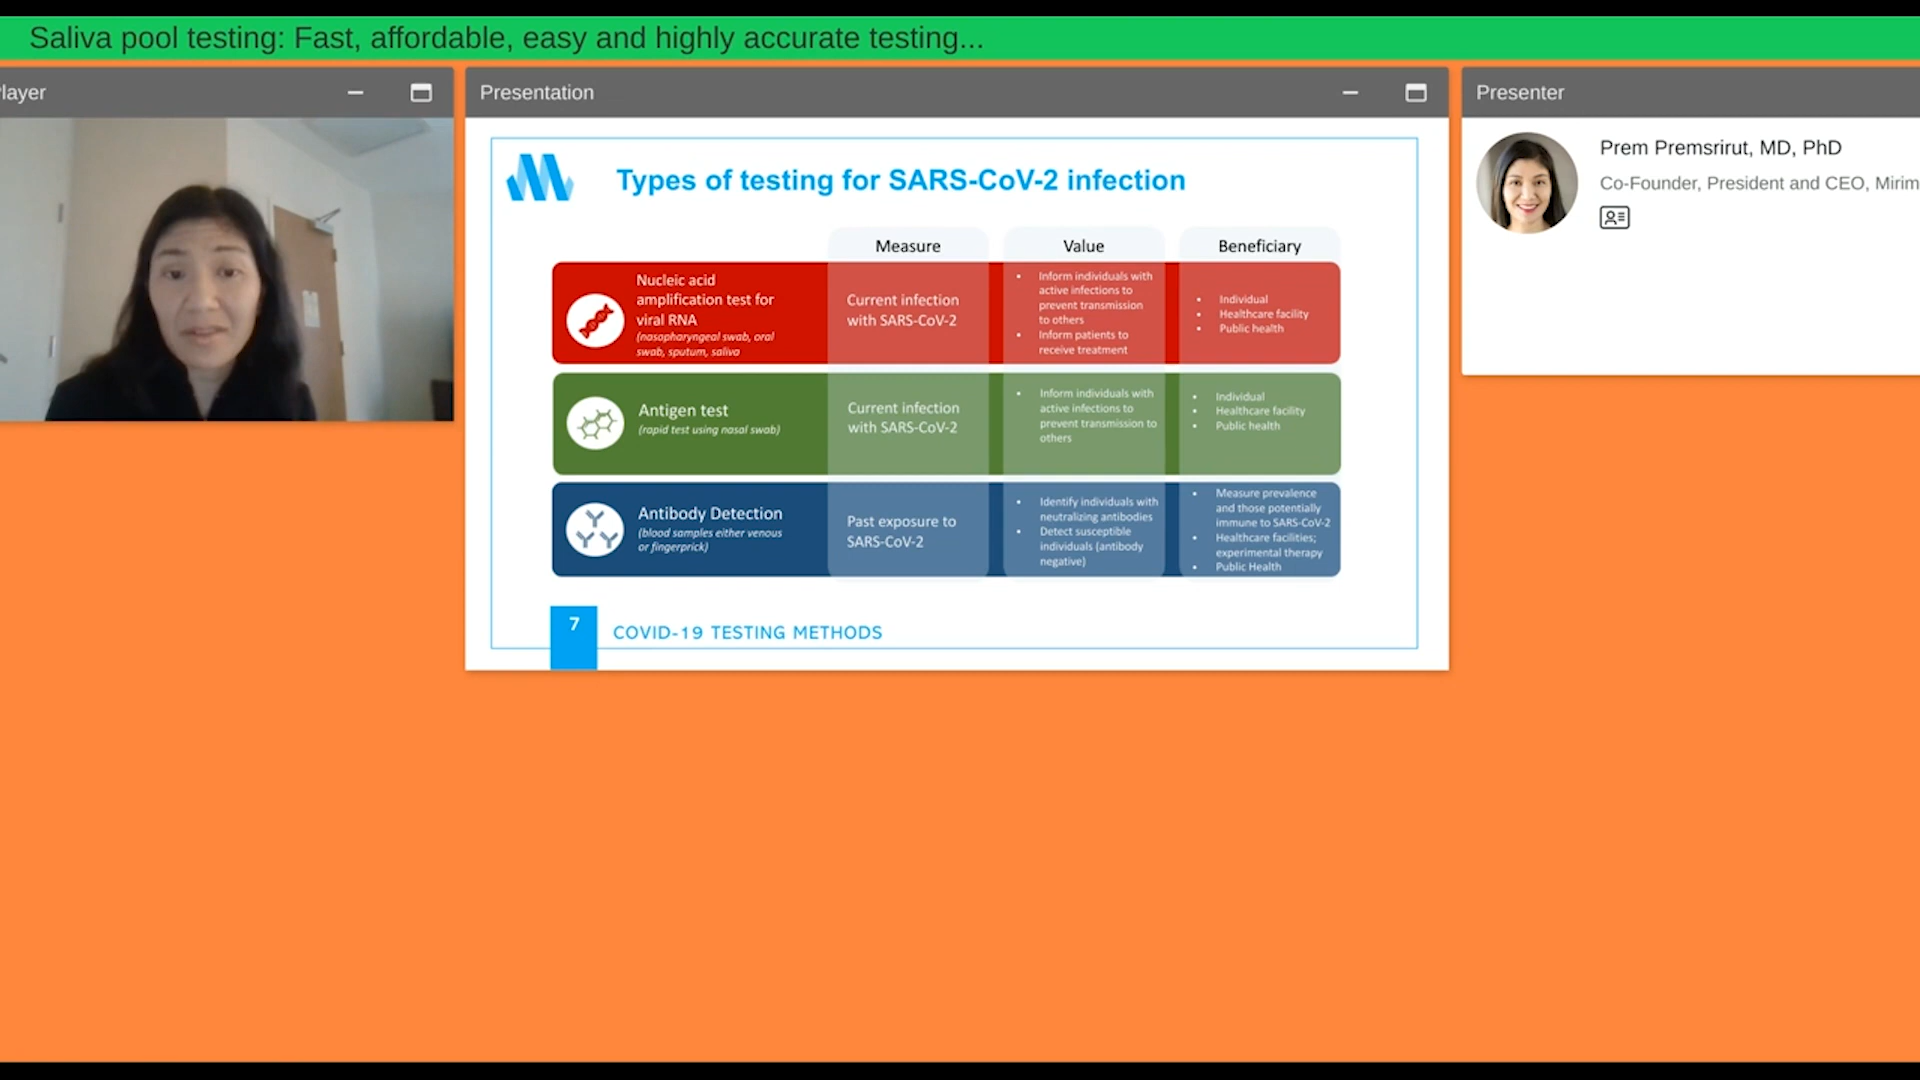 Saliva pool testing: Fast, affordable, easy and highly accurate testing...
layer
Presentation
Types of testing for SARS-CoV-2 infection
Measure
Value
Beneficiary
Nucleic acid
amplification test for
viral RNA
(nasopharyngeal swab, oral
swab, sputum, saliva
Current infection
with SARS-CoV-2
• Inform individuals with
active infections to
prevent transmission
to others
• Inform patients to
receive treatment
• Individual
• Healthcare facility
• Public health
Antigen test
(rapid test using nasal swab)
Current infection
with SARS-CoV-2
• Inform individuals with
active infections to
prevent transmission to
others
• Individual
• Healthcare facility
• Public health
Antibody Detection
(blood samples either venous
or fingerprick)
Past exposure to
SARS-CoV-2
• Identify individuals with
neutralizing antibodies
• Detect susceptible
individuals (antibody
negative)
• Measure prevalence
and those potentially
immune to SARS-CoV-2
• Healthcare facilities;
experimental therapy
• Public Health
7
COVID-19 TESTING METHODS
Presenter
Prem Premsrirut, MD, PhD
Co-Founder, President and CEO, Mirim